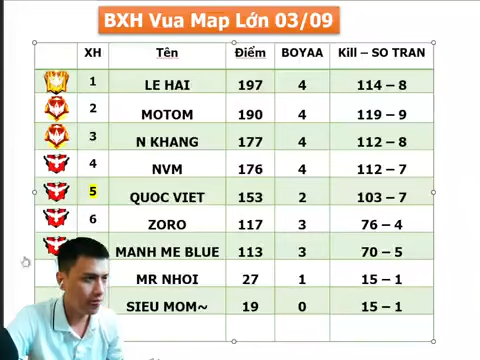 BXH Vua Map Lớn 03/09
XH Tên Điểm BOYAA Kill – SO TRAN
1 LE HAI 197 4 114 – 8
2 MOTOM 190 4 119 – 9
3 N KHANG 177 4 112 – 8
4 NVM 176 4 112 – 7
5 QUOC VIET 153 2 103 – 7
6 ZORO 117 3 76 – 4
MANH ME BLUE 113 3 70 – 5
MR NHOI 27 1 15 – 1
SIEU MOM~ 19 0 15 – 1